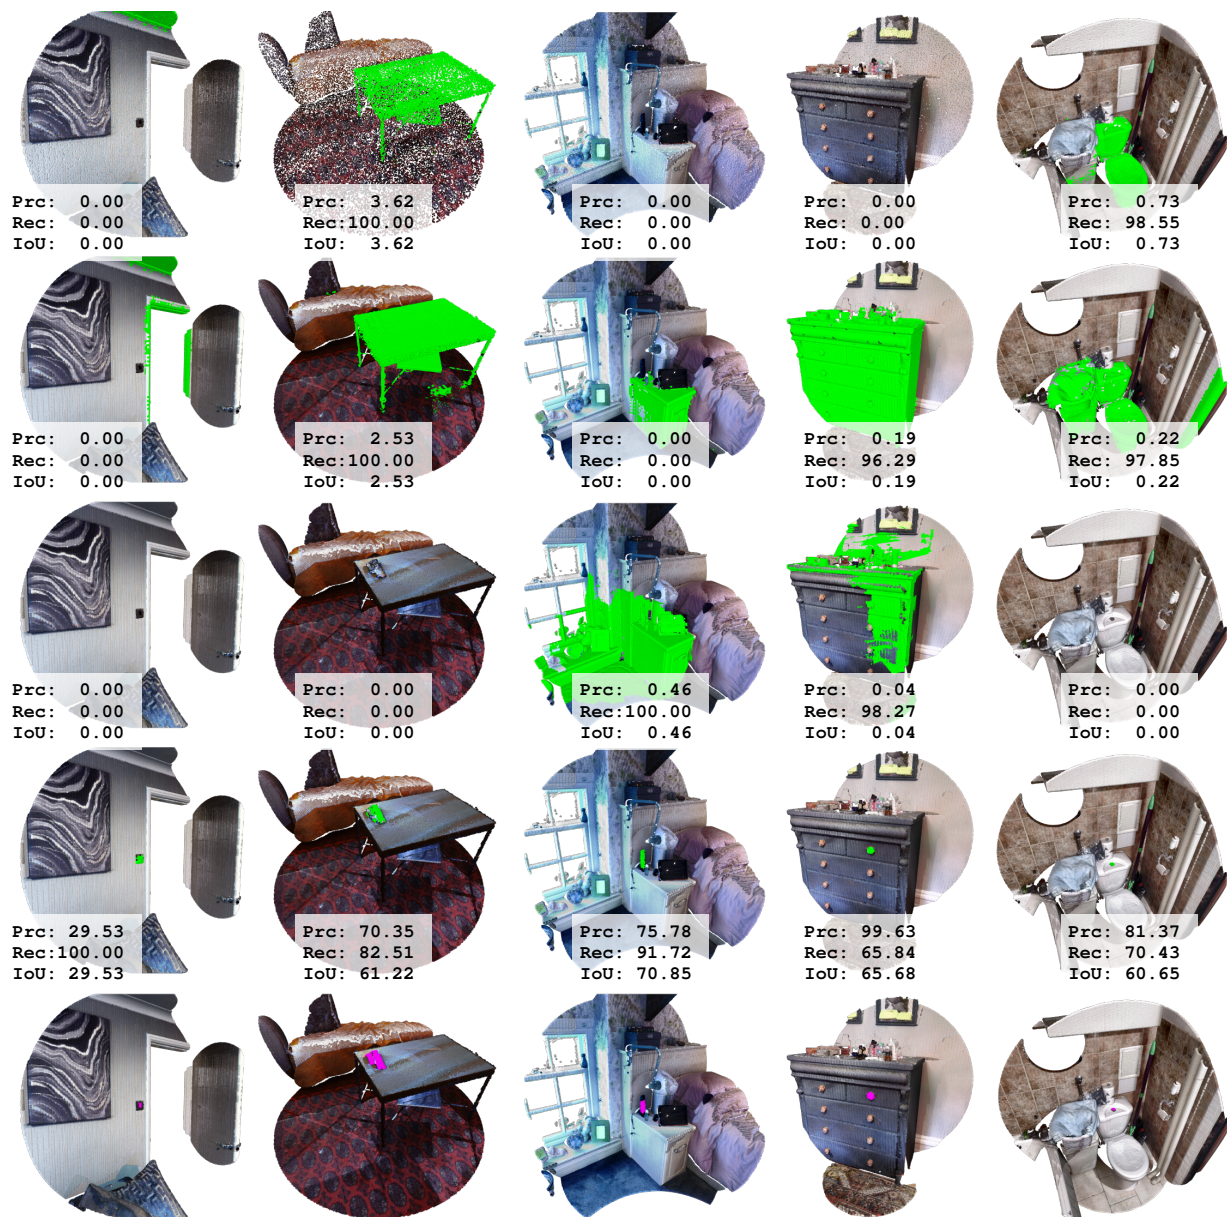 Prc: 0.00
Rec: 0.00
IoU: 0.00
Prc: 3.62
Rec:100.00
IoU: 3.62
Prc: 0.00
Rec: 0.00
IoU: 0.00
Prc: 0.00
Rec: 0.00
IoU: 0.00
Prc: 0.73
Rec: 98.55
IoU: 0.73
Prc: 0.00
Rec: 0.00
IoU: 0.00
Prc: 2.53
Rec:100.00
IoU: 2.53
Prc: 0.00
Rec: 0.00
IoU: 0.00
Prc: 0.19
Rec: 96.29
IoU: 0.19
Prc: 0.22
Rec: 97.85
IoU: 0.22
Prc: 0.00
Rec: 0.00
IoU: 0.00
Prc: 0.00
Rec: 0.00
IoU: 0.00
Prc: 0.46
Rec:100.00
IoU: 0.46
Prc: 0.04
Rec: 98.27
IoU: 0.04
Prc: 0.00
Rec: 0.00
IoU: 0.00
Prc: 29.53
Rec:100.00
IoU: 29.53
Prc: 70.35
Rec: 82.51
IoU: 61.22
Prc: 75.78
Rec: 91.72
IoU: 70.85
Prc: 99.63
Rec: 65.84
IoU: 65.68
Prc: 81.37
Rec: 70.43
IoU: 60.65